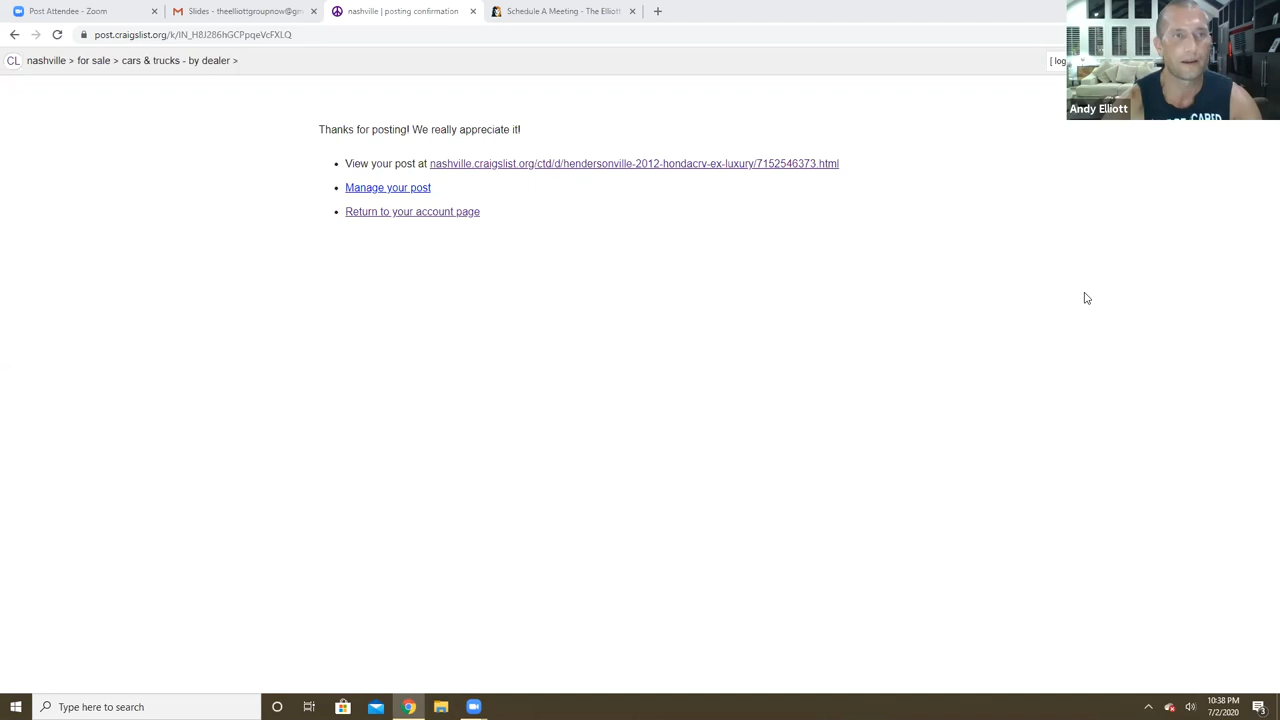 Post Attendee - Zoom
Slides - theelliottgroupnow@gm
nashville | posting confirmation
Schedule A Meeting - The Elliott
post.craigslist.org/k/IN_H8J286hGCPpqeVcFXLQ
CL nashville > for sale > cars & trucks - by dealer >
[ log
CARED
Andy Elliott
Thanks for posting! We really appreciate it!
• View your post at nashville.craigslist.org/ctd/d/hendersonville-2012-hondacrv-ex-luxury/7152546373.html
• Manage your post
• Return to your account page
Type here to search
10:38 PM
7/2/2020
3